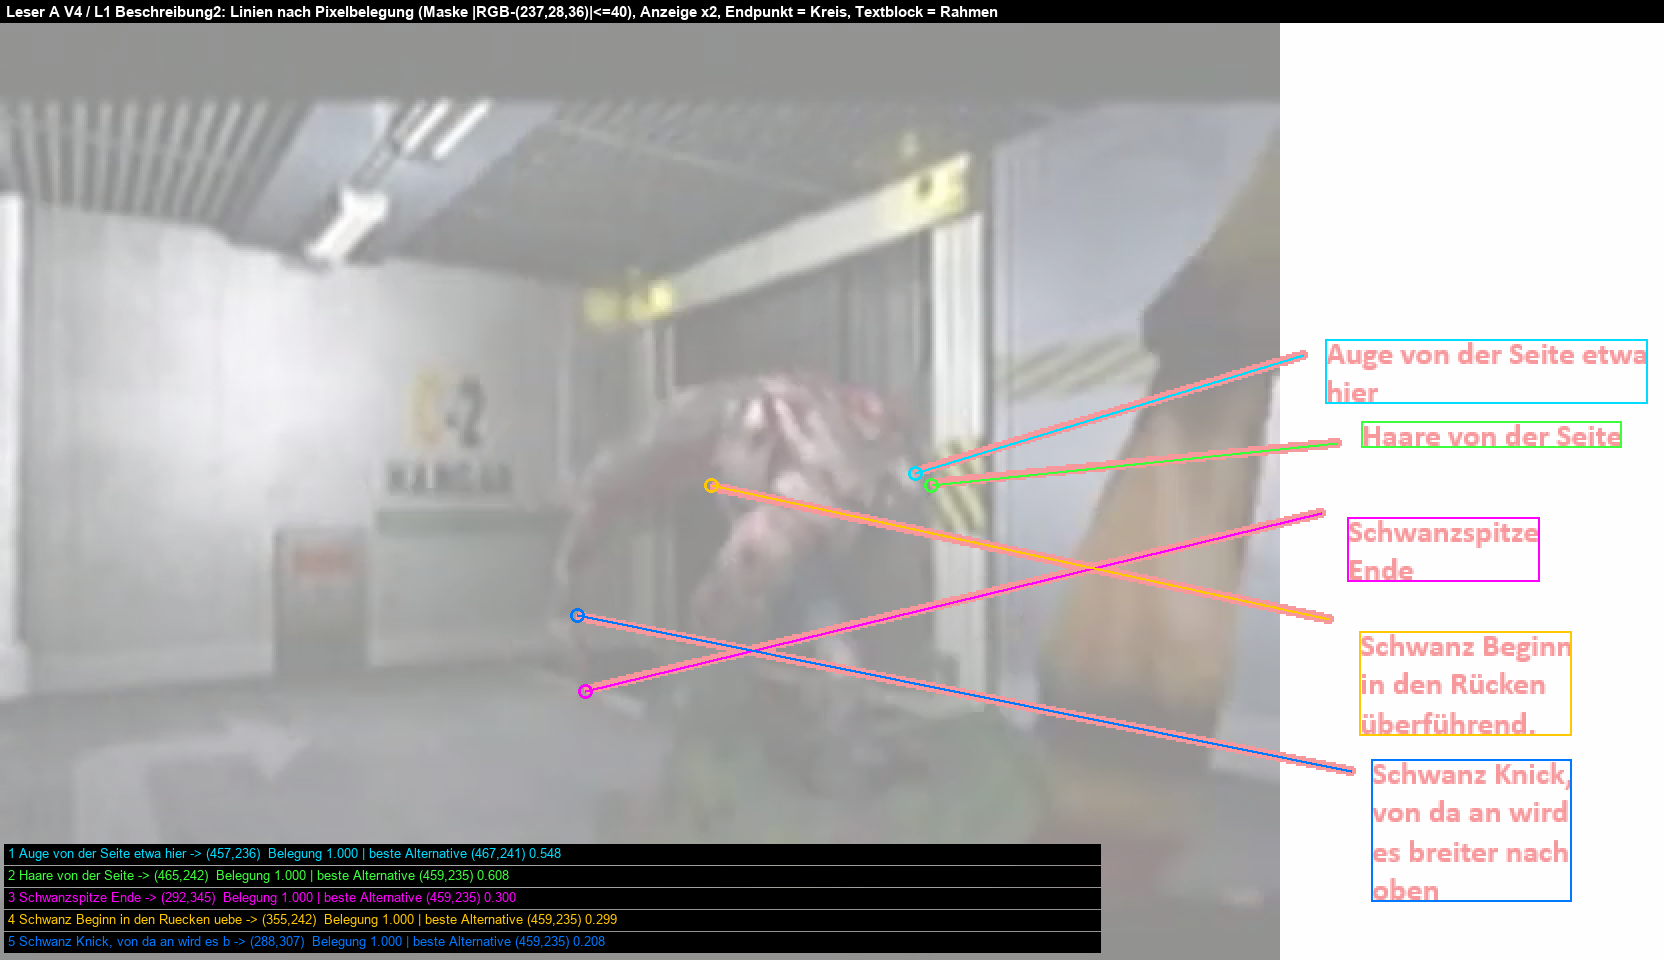 Leser A V4 / L1 Beschreibung2: Linien nach Pixelbelegung (Maske |RGB-(237,28,36)|<=40), Anzeige x2, Endpunkt = Kreis, Textblock = Rahmen
Auge von der Seite etwa
hier
-2
HANGAR
Haare von der Seite
Schwanzspitze
Ende
Schwanz Beginn
in den Rücken
überführend.
Schwanz Knick,
von da an wird
es breiter nach
oben
1 Auge von der Seite etwa hier -> (457,236) Belegung 1.000 | beste Alternative (467,241) 0.548
2 Haare von der Seite -> (465,242) Belegung 1.000 | beste Alternative (459,235) 0.608
3 Schwanzspitze Ende -> (292,345) Belegung 1.000 | beste Alternative (459,235) 0.300
4 Schwanz Beginn in den Ruecken uebe -> (355,242) Belegung 1.000 | beste Alternative (459,235) 0.299
5 Schwanz Knick, von da an wird es b -> (288,307) Belegung 1.000 | beste Alternative (459,235) 0.208